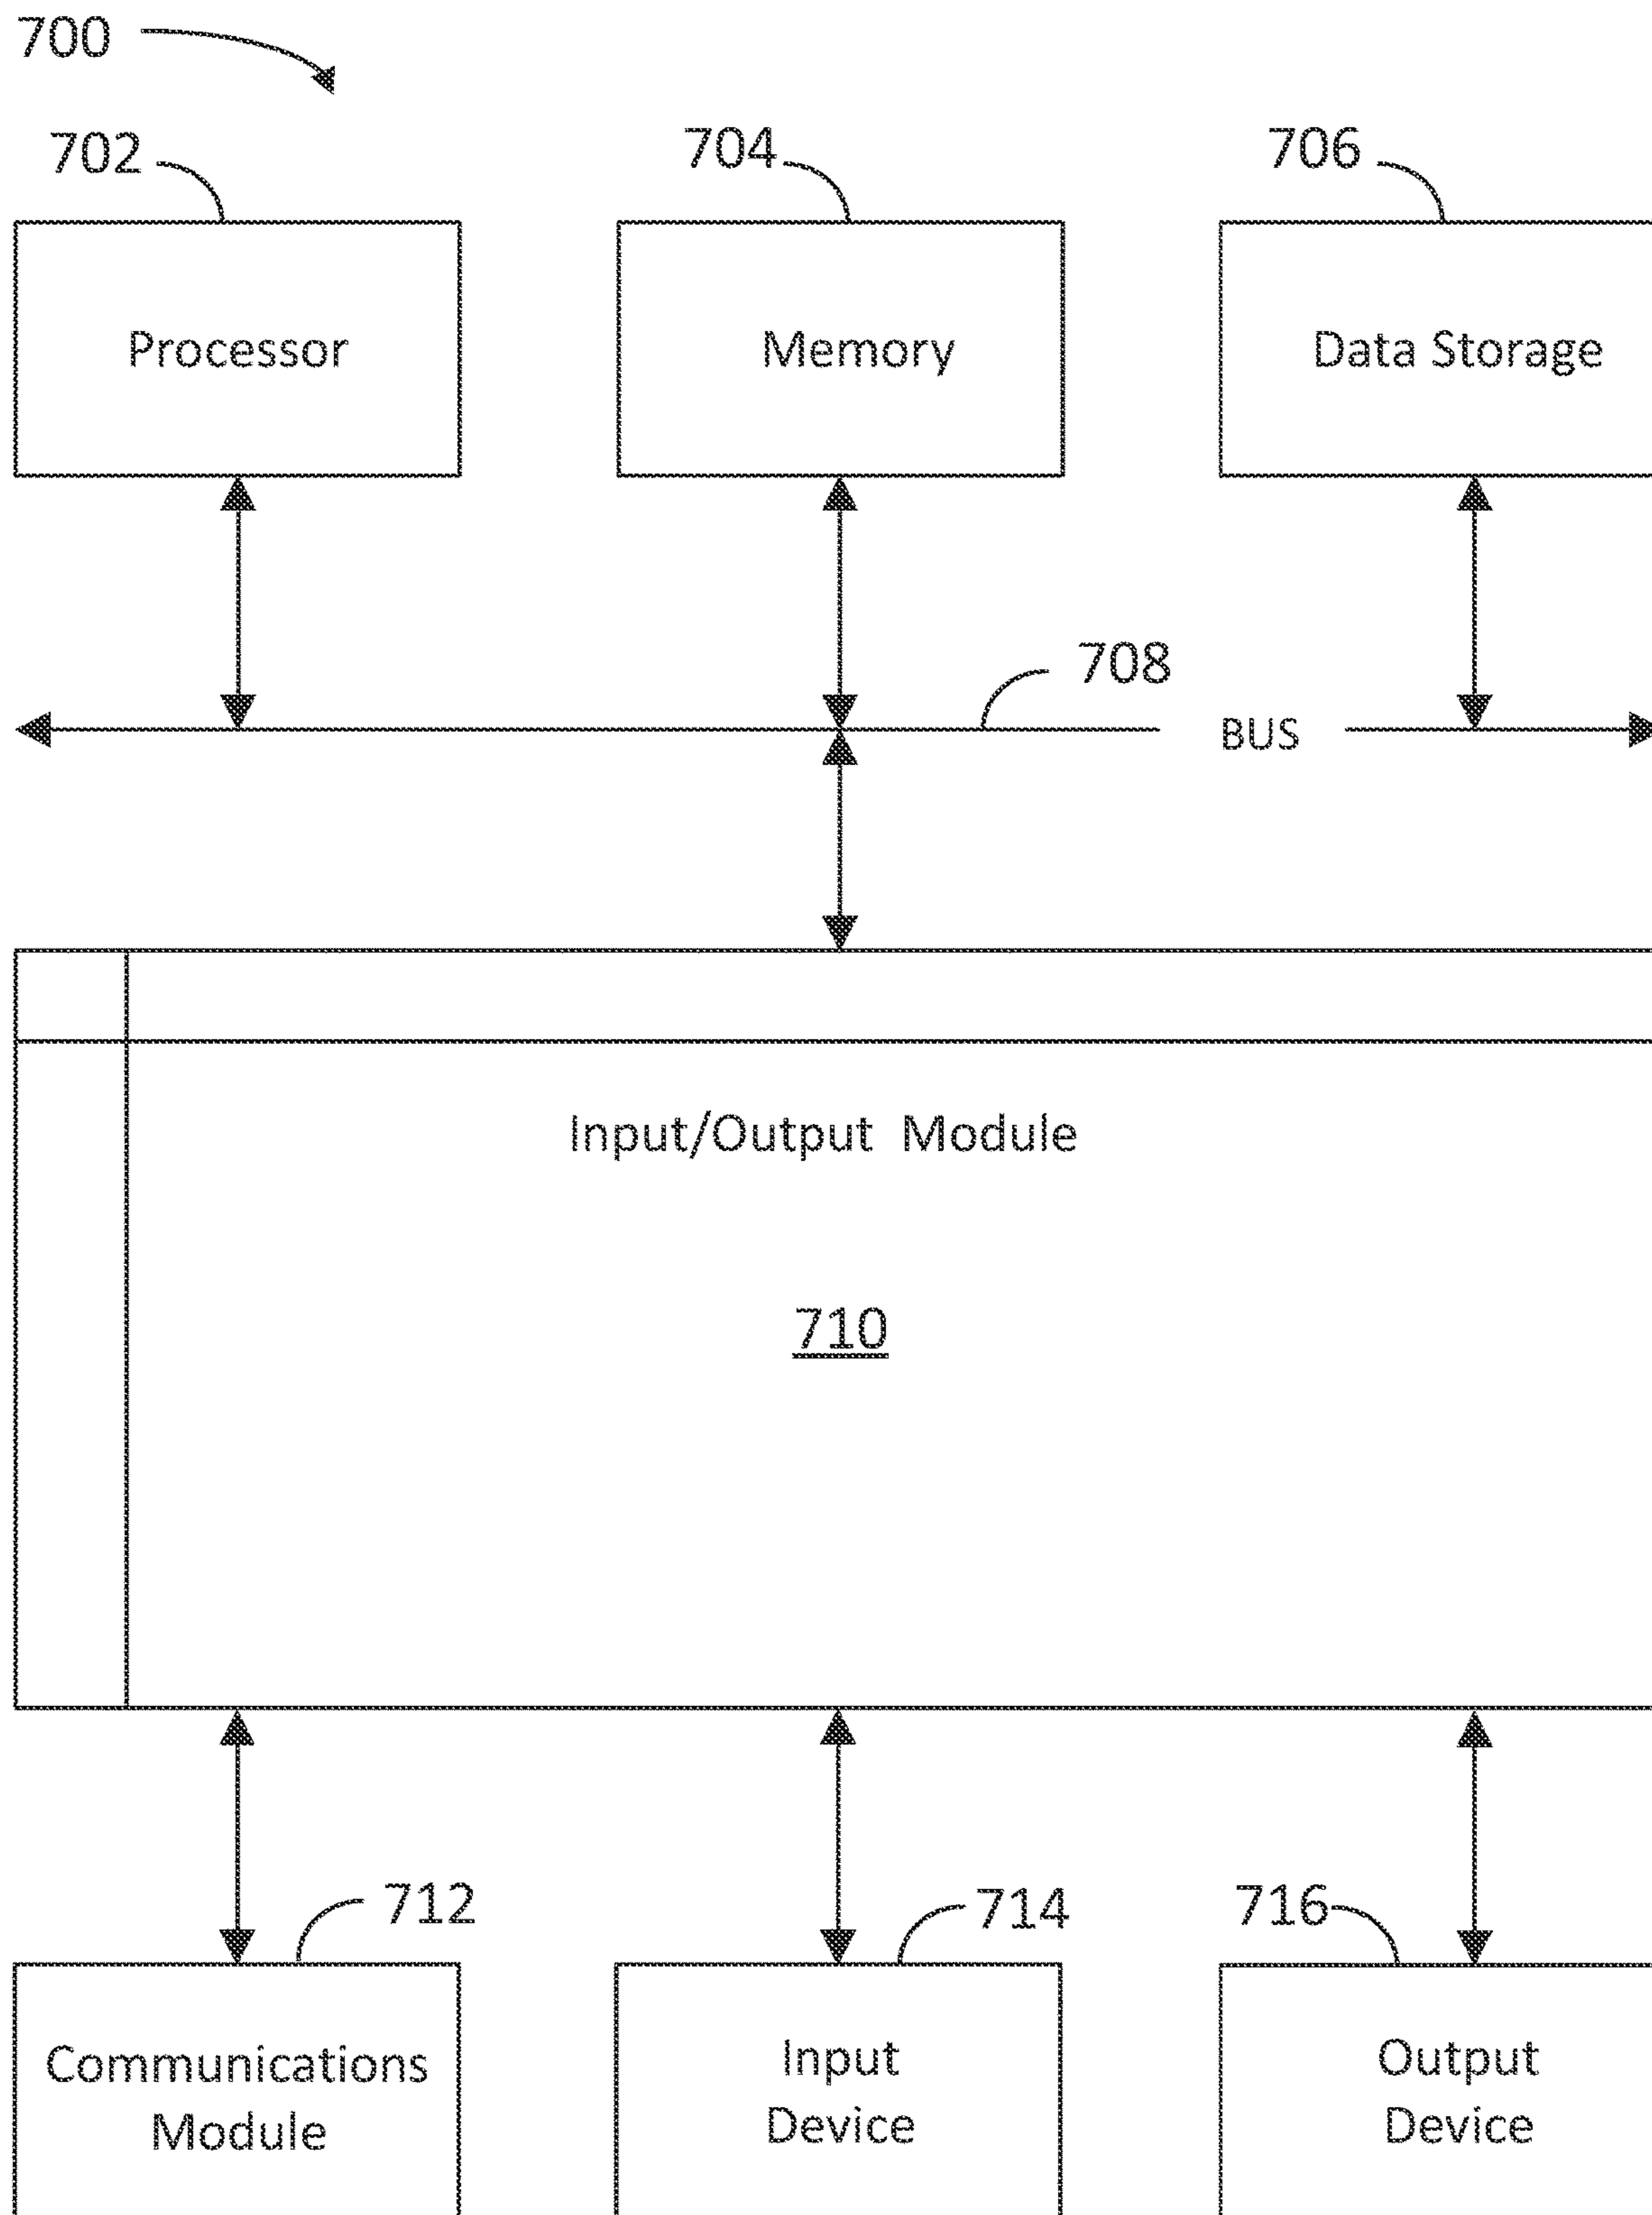 700
702
704
706
Processor
Memory
Data Storage
708
BUS
Input/Output Module
710
712
714
716
Communications
Module
Input
Device
Output
Device